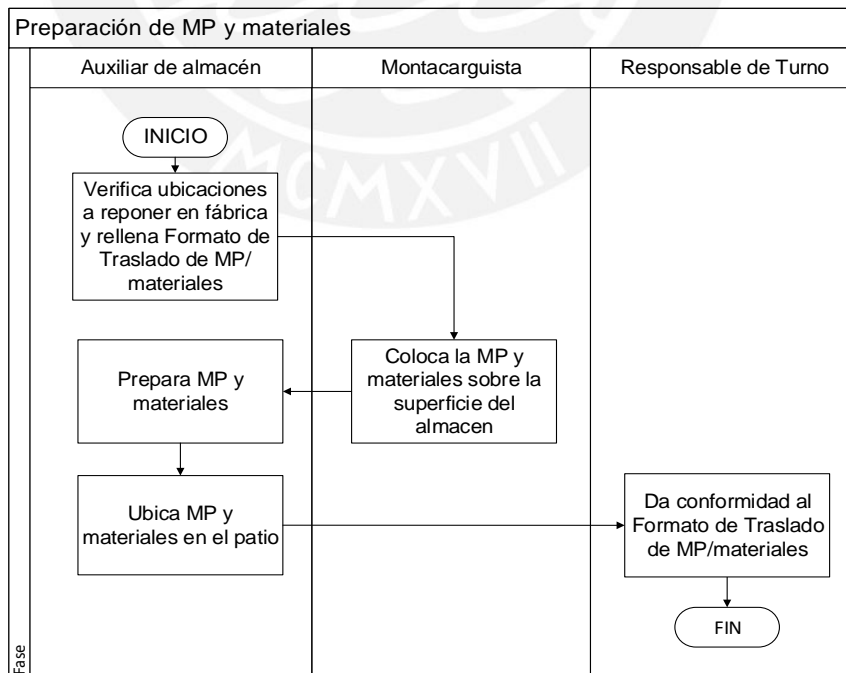 Preparación de MP y materiales
Auxiliar de almacén
Montacarguista
Responsable de Turno
INICIO
MCMXVII
Verifica ubicaciones
a reponer en fábrica
y rellena Formato de
Traslado de MP/
materiales
Coloca la MP y
materiales sobre la
superficie del
almacen
Prepara MP y
materiales
Ubica MP y
materiales en el patio
Da conformidad al
Formato de Traslado
de MP/materiales
FIN
Fase